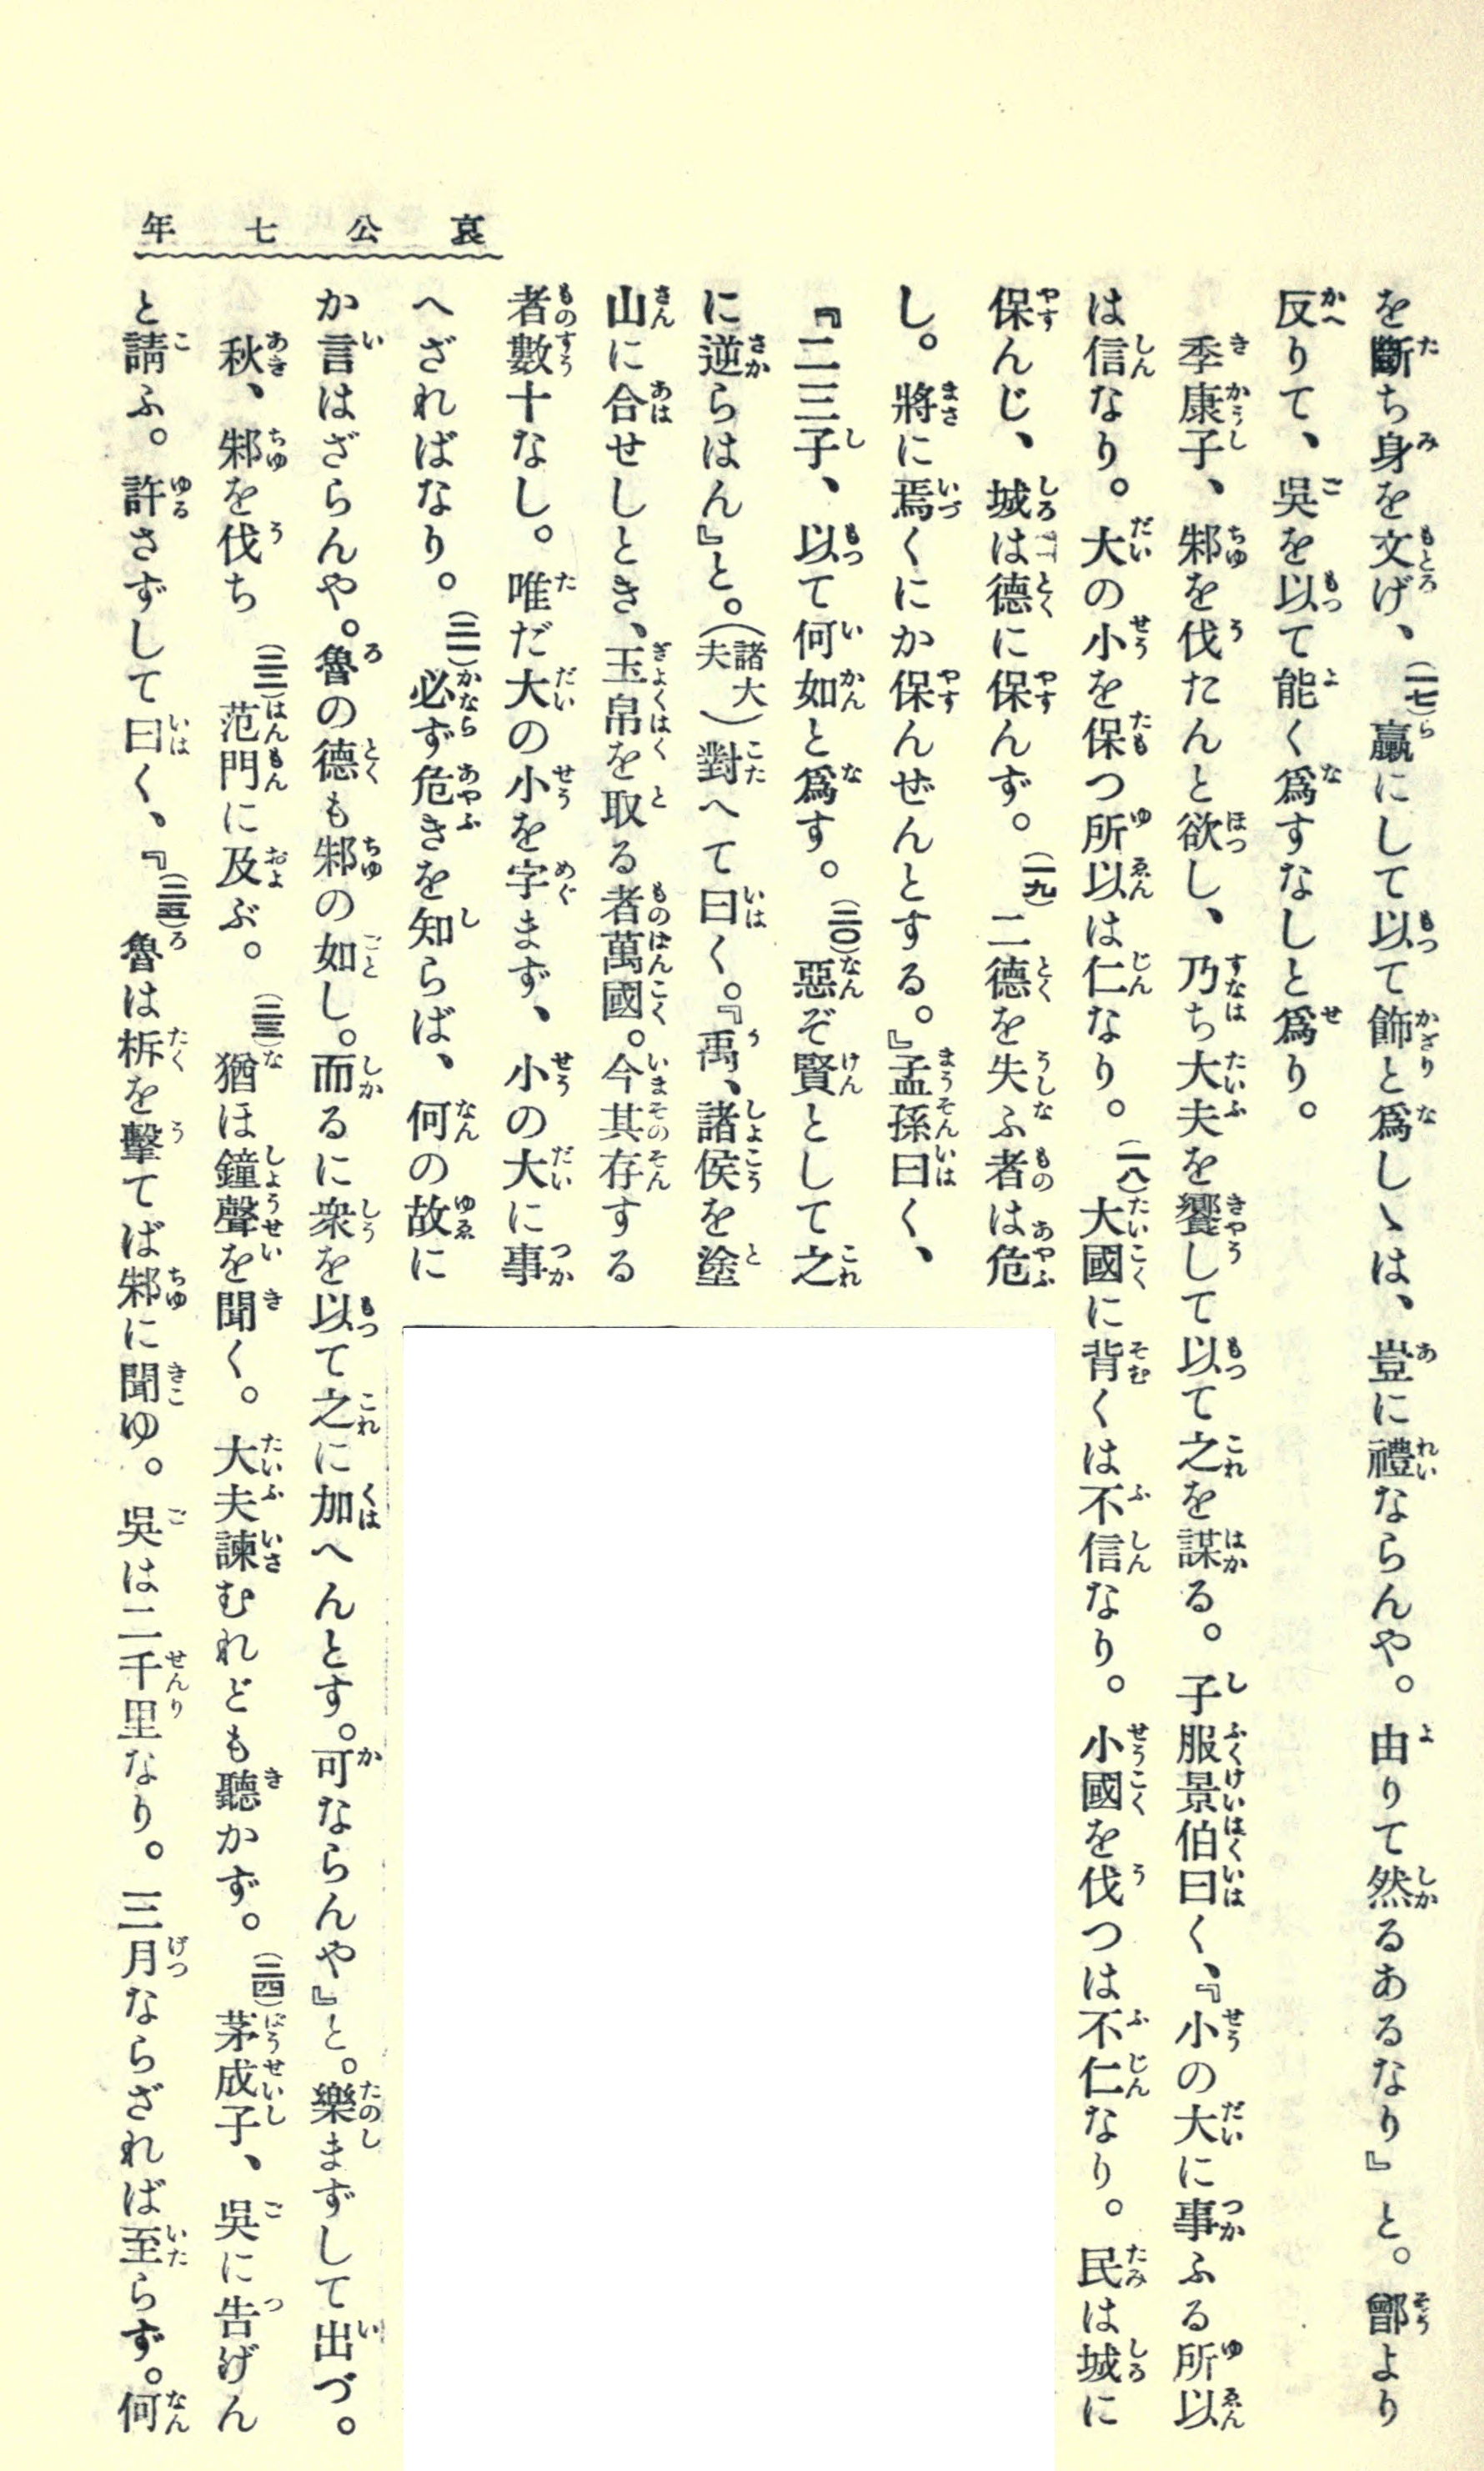 哀公七年
を斷ち身を文げ、(一七)贏にして以て飾と爲しゝは、豈に禮ならんや。由りて然るあるなり』と。鄫より
反りて、吳を以て能く爲すなしと爲り。
季康子、邾を伐たんと欲し、乃ち大夫を饗して以て之を謀る。子服景伯曰く、『小の大に事ふる所以
は信なり。大の小を保つ所以は仁なり。(一八)大國に背くは不信なり。小國を伐つは不仁なり。民は城に
保んじ、城は德に保んず。(一九)二德を失ふ者は危
し。將に焉くにか保んぜんとする。』孟孫曰く、
『二三子、以て何如と爲す。(二〇)惡ぞ賢として之
に逆らはん』と。(諸大夫)對へて曰く。『禹、諸侯を塗
山に合せしとき、玉帛を取る者萬國。今其存する
者數十なし。唯だ大の小を字まず、小の大に事
へざればなり。(二一)必ず危きを知らば、何の故に
か言はざらんや。魯の德も邾の如し。而るに衆を以て之に加へんとす。可ならんや』と。樂まずして出づ。
秋、邾を伐ち(二二)范門に及ぶ。(二三)猶ほ鐘聲を聞く。大夫諫むれども聽かず。(二四)茅成子、吳に告げん
と請ふ。許さずして曰く、『(二五)魯は柝を擊てば邾に聞ゆ。吳は二千里なり。三月ならざれば至らず。何